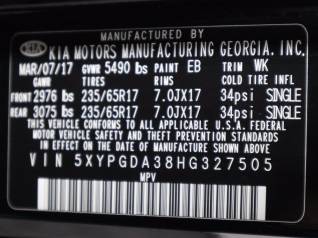 MANUFACTURED BY
KIA KIA MOTORS MANUFACTURING GEORGIA, INC.
MAR/07/17 GVWR 5490 lbs PAINT EB TRIM WK
TIRES RIMS COLD TIRE INFL
FRONT 2976 lbs 235/65R17 7.0JX17 34psi SINGLE
REAR 3075 lbs 235/65R17 7.0JX17 34psi SINGLE
THIS VEHICLE CONFORMS TO ALL APPLICABLE U.S.A. FEDERAL
MOTOR VEHICLE SAFETY, BUMPER, AND THEFT PREVENTION STANDARDS
IN EFFECT ON THE DATE OF MANUFACTURE SHOWN ABOVE.
VIN 5XYPGDA38HG327505
MPV